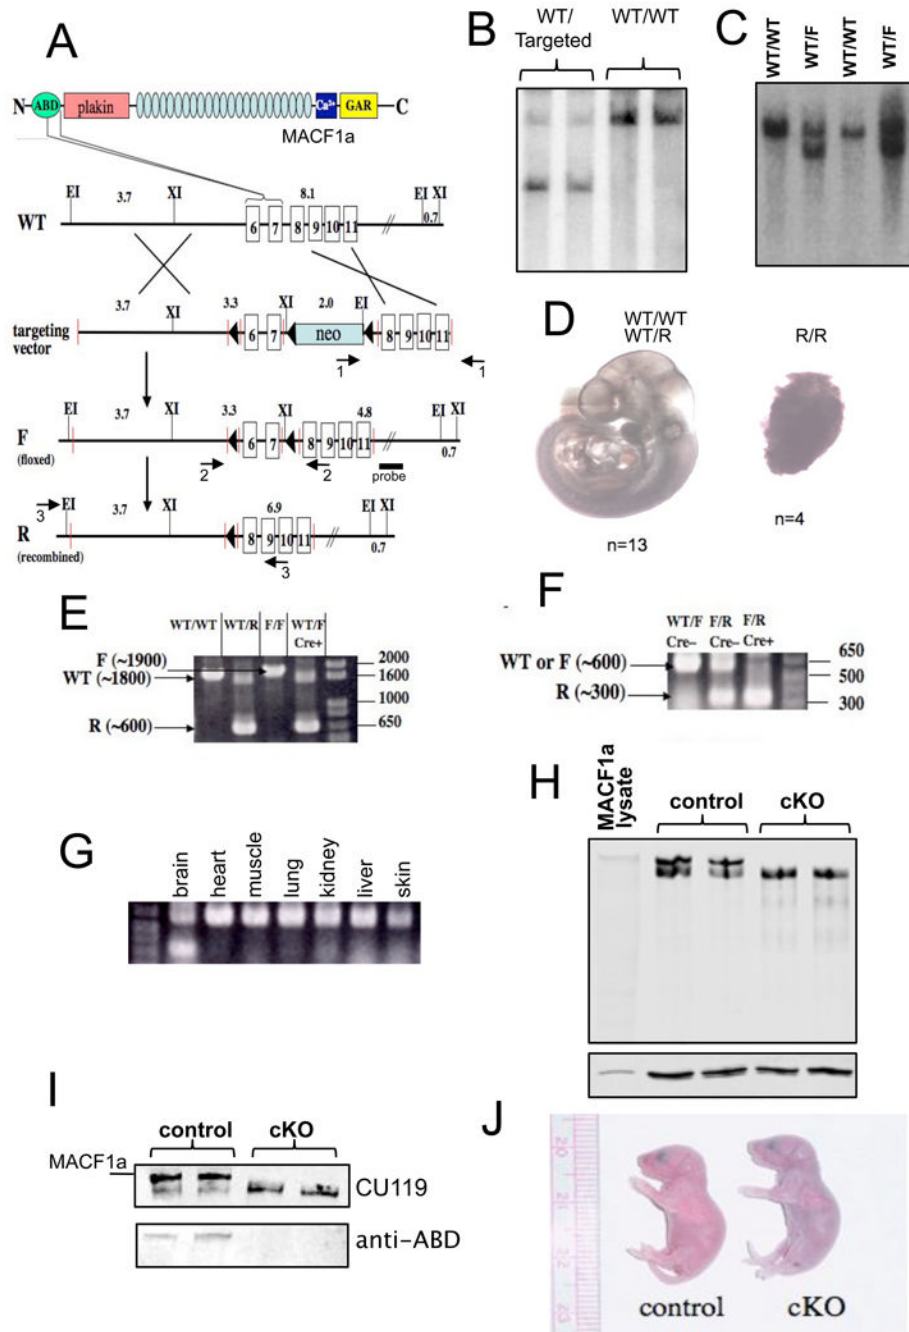 A
N ABD plakin Ca²⁺ GAR C
MACF1a
EI 3.7 XI 8.1 EI XI
WT 6 7 8 9 10 11 // 0.7
3.7 XI 3.3 XI 2.0 EI
targeting
vector
6 7 neo 8 9 10 11
1 1
EI 3.7 XI 3.3 XI 4.8 EI XI
F 6 7 8 9 10 11 // 0.7
(floxed)
2 2 probe
3 EI 3.7 XI 6.9 EI XI
R 8 9 10 11 // 0.7
(recombined)
3
B
WT/
Targeted
WT/WT
C
WT/WT
WT/F
WT/WT
WT/F
D
WT/WT
WT/R
R/R
n=13
n=4
E
WT/WT WT/R F/F WT/F
Cre+
F (~1900)
WT (~1800)
R (~600)
2000
1600
1000
650
F
WT/F F/R F/R
Cre– Cre– Cre+
WT or F (~600)
R (~300)
650
500
300
G
brain
heart
muscle
lung
kidney
liver
skin
H
MACF1a
lysate
control
cKO
I
control cKO
MACF1a
CU119
anti-ABD
J
control cKO